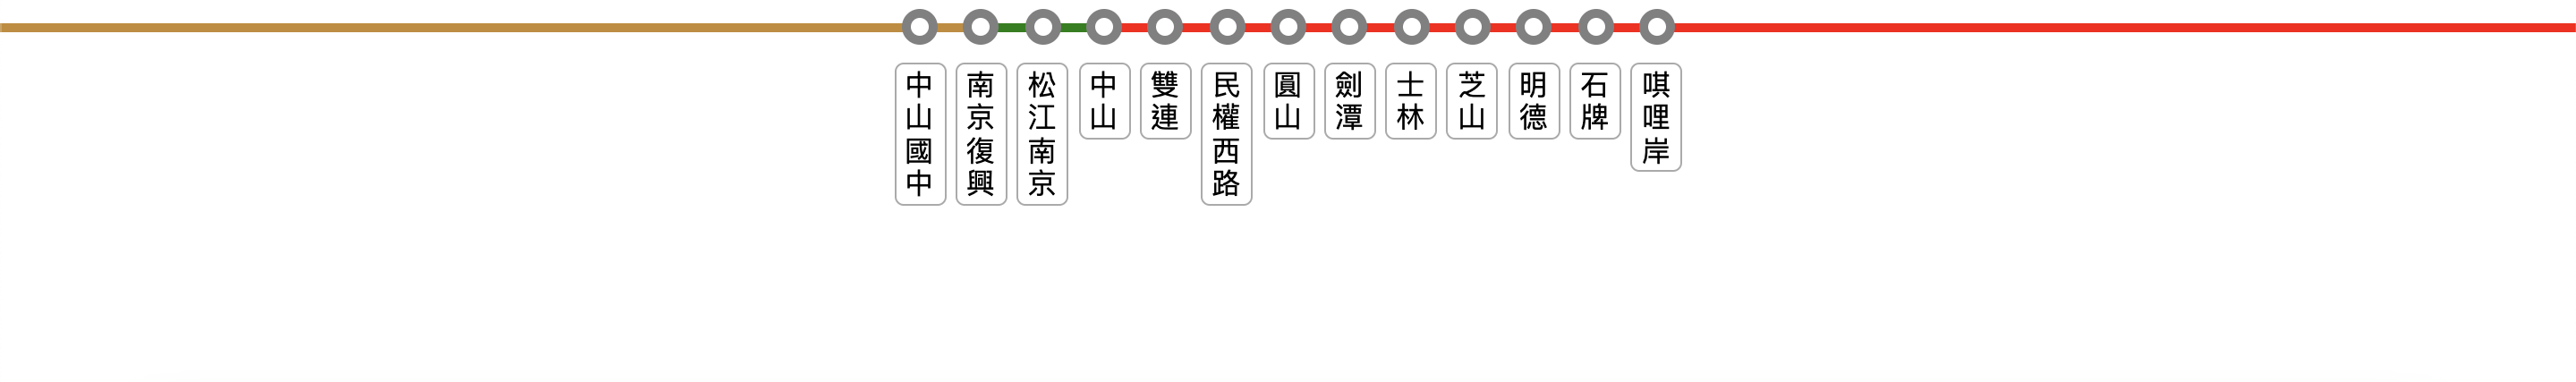 中山國中
南京復興
松江南京
中山
雙連
民權西路
圓山
劍潭
士林
芝山
明德
石牌
唭哩岸